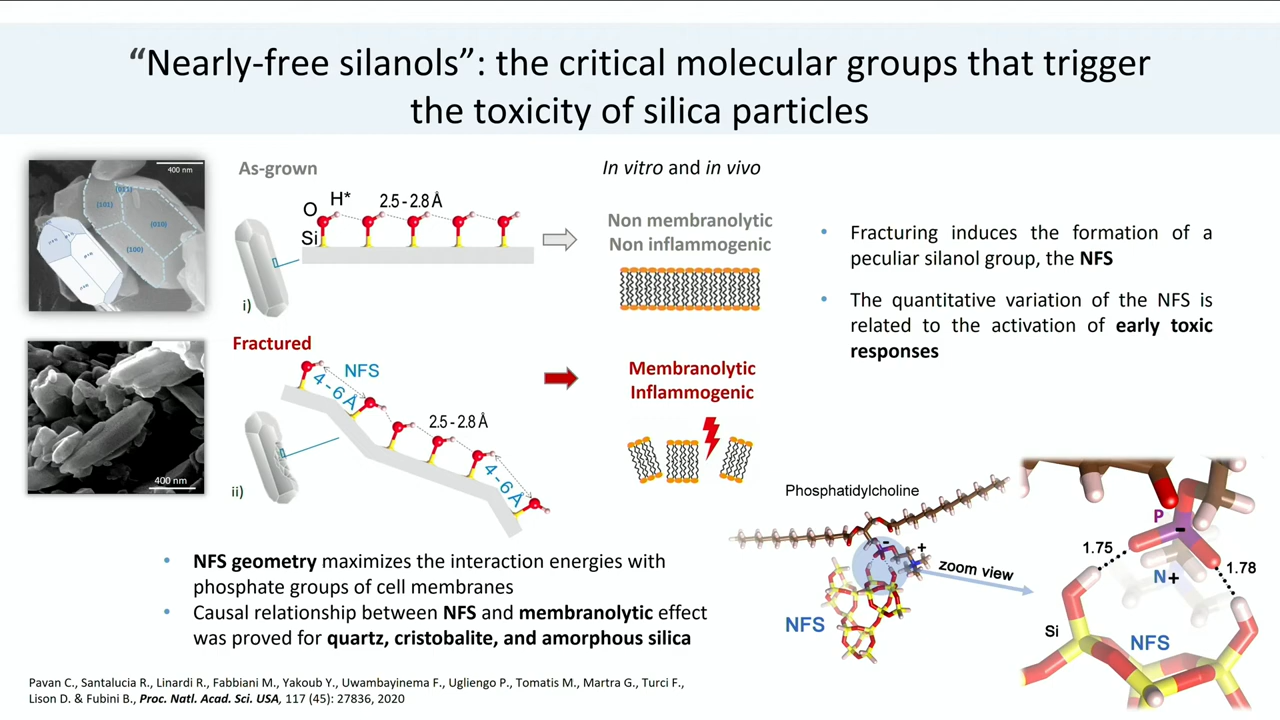 “Nearly-free silanols”: the critical molecular groups that trigger
the toxicity of silica particles
400 nm
(011)
(101)
(010)
(100)
As-grown
O
H*
2.5 - 2.8 Å
Si
i)
In vitro and in vivo
Non membranolytic
Non inflammogenic
Fractured
400 nm
NFS
4 - 6 Å
2.5 - 2.8 Å
4 - 6 Å
ii)
Membranolytic
Inflammogenic
• Fracturing induces the formation of a
peculiar silanol group, the NFS
• The quantitative variation of the NFS is
related to the activation of early toxic
responses
• NFS geometry maximizes the interaction energies with
phosphate groups of cell membranes
• Causal relationship between NFS and membranolytic effect
was proved for quartz, cristobalite, and amorphous silica
Phosphatidylcholine
-
+
zoom view
NFS
P
-
1.75
1.78
N+
Si
NFS
Pavan C., Santalucia R., Linardi R., Fabbiani M., Yakoub Y., Uwambayinema F., Ugliengo P., Tomatis M., Martra G., Turci F.,
Lison D. & Fubini B., Proc. Natl. Acad. Sci. USA, 117 (45): 27836, 2020